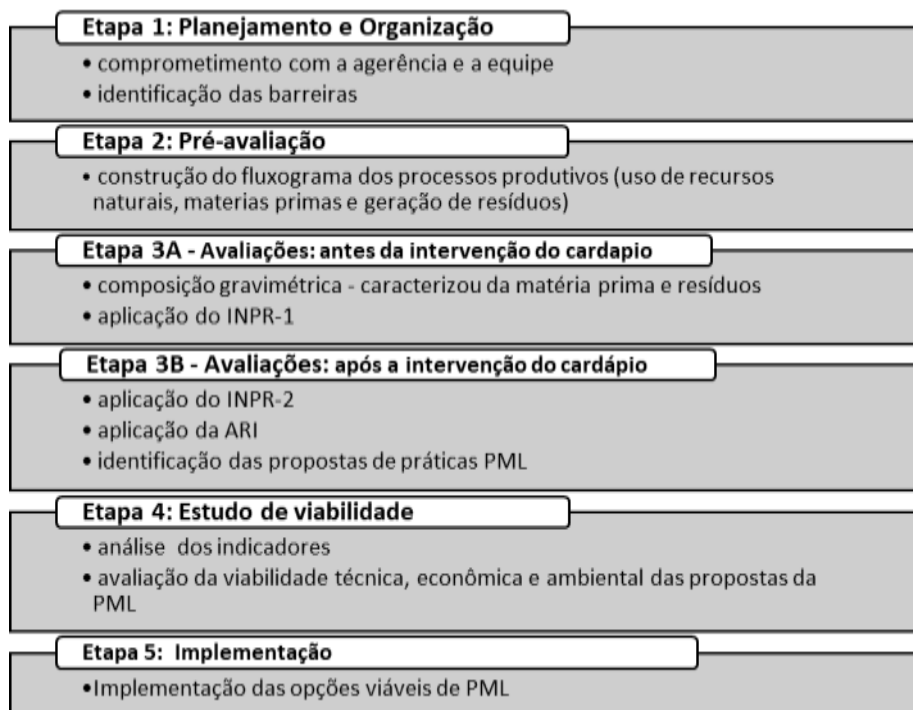 Etapa 1: Planejamento e Organização
• comprometimento com a agerência e a equipe
• identificação das barreiras
Etapa 2: Pré-avaliação
• construção do fluxograma dos processos produtivos (uso de recursos
naturais, materias primas e geração de resíduos)
Etapa 3A - Avaliações: antes da intervenção do cardapio
• composição gravimétrica - caracterizou da matéria prima e resíduos
• aplicação do INPR-1
Etapa 3B - Avaliações: após a intervenção do cardápio
• aplicação do INPR-2
• aplicação da ARI
• identificação das propostas de práticas PML
Etapa 4: Estudo de viabilidade
• análise dos indicadores
• avaliação da viabilidade técnica, econômica e ambiental das propostas da
PML
Etapa 5: Implementação
•Implementação das opções viáveis de PML